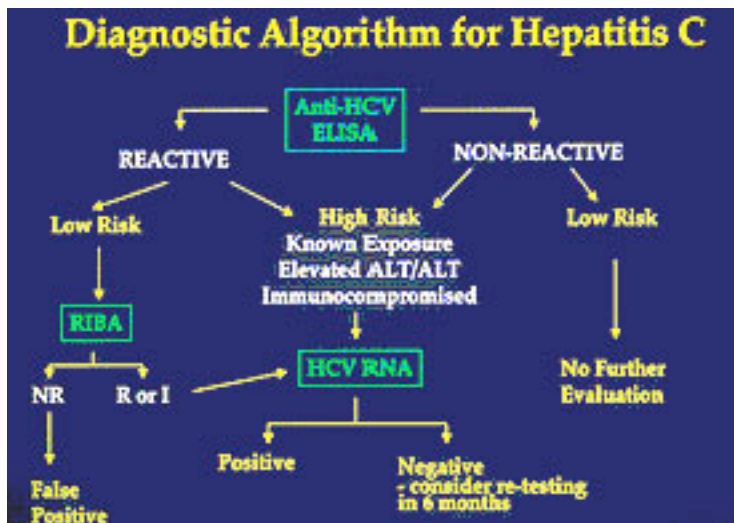 Diagnostic Algorithm for Hepatitis C
Anti-HCV
ELISA
REACTIVE
NON-REACTIVE
Low Risk
High Risk
Known Exposure
Elevated ALT/ALT
Immunocompromised
Low Risk
RIBA
HCV RNA
No Further
Evaluation
NR
R or I
Positive
Negative
- consider re-testing
in 6 months
False
Positive